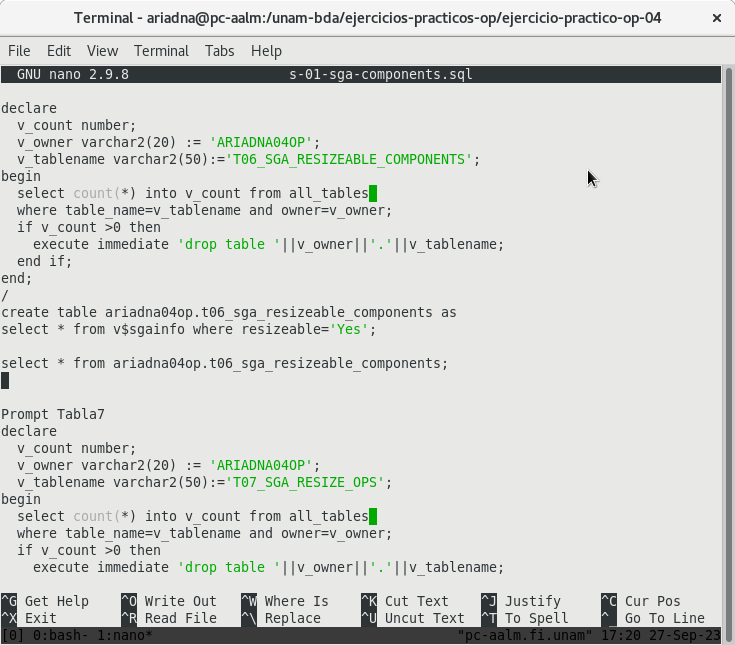 Terminal - ariadna@pc-aalm:/unam-bda/ejercicios-practicos-op/ejercicio-practico-op-04 ×
File Edit View Terminal Tabs Help
GNU nano 2.9.8 s-01-sga-components.sql
declare
v_count number;
v_owner varchar2(20) := 'ARIADNA04OP';
v_tablename varchar2(50):='T06_SGA_RESIZEABLE_COMPONENTS';
begin
select count(*) into v_count from all_tables
where table_name=v_tablename and owner=v_owner;
if v_count >0 then
execute immediate 'drop table '||v_owner||'.'||v_tablename;
end if;
end;
/
create table ariadna04op.t06_sga_resizeable_components as
select * from v$sgainfo where resizeable='Yes';
select * from ariadna04op.t06_sga_resizeable_components;
Prompt Tabla7
declare
v_count number;
v_owner varchar2(20) := 'ARIADNA04OP';
v_tablename varchar2(50):='T07_SGA_RESIZE_OPS';
begin
select count(*) into v_count from all_tables
where table_name=v_tablename and owner=v_owner;
if v_count >0 then
execute immediate 'drop table '||v_owner||'.'||v_tablename;
^G Get Help ^O Write Out ^W Where Is ^K Cut Text ^J Justify ^C Cur Pos
^X Exit ^R Read File ^\ Replace ^U Uncut Text ^T To Spell ^_ Go To Line
[0] 0:bash- 1:nano* "pc-aalm.fi.unam" 17:20 27-Sep-23